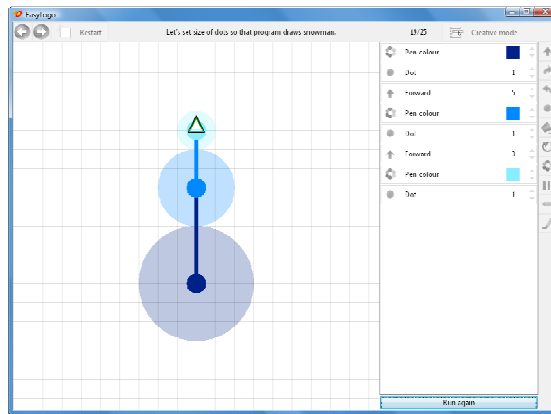 Easylogo
Restart
Let's set size of dots so that program draws snowman.
19/25
Creative mode
Pen colour
Dot 1
Forward 5
Pen colour
Dot 1
Forward 3
Pen colour
Dot 1
Run again